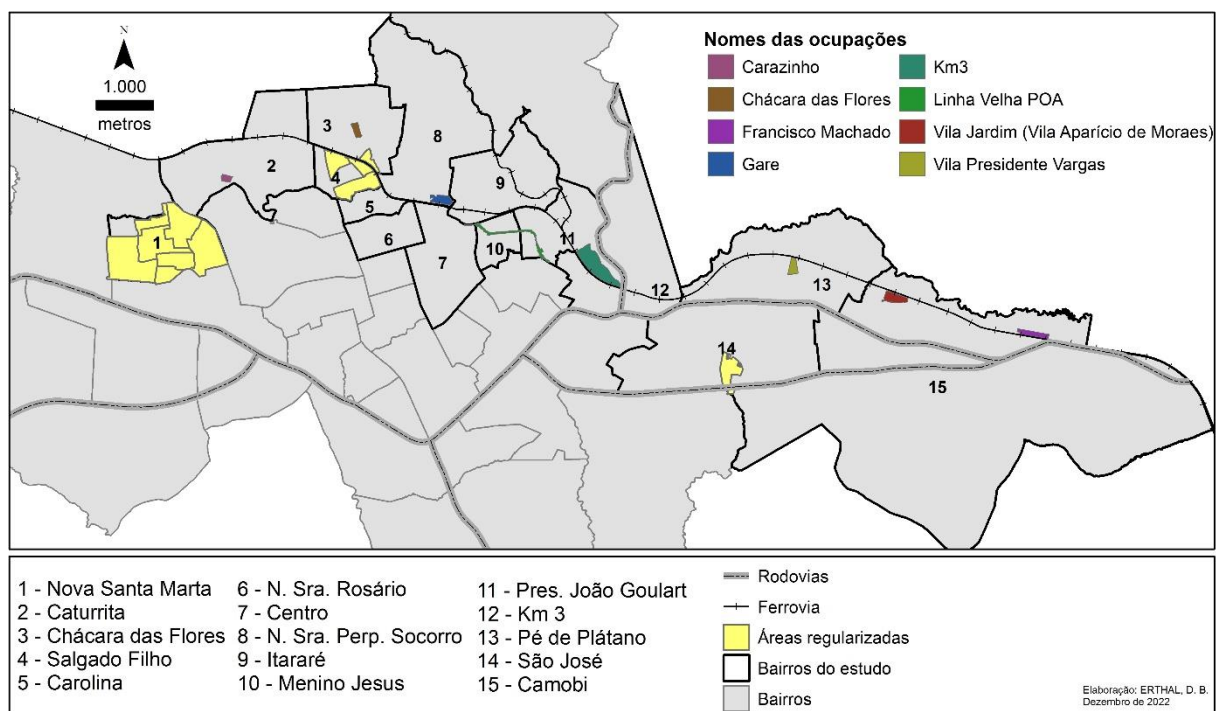 N
1.000
metros
Nomes das ocupações
Carazinho
Chácara das Flores
Francisco Machado
Gare
Km3
Linha Velha POA
Vila Jardim (Vila Aparício de Moraes)
Vila Presidente Vargas
3
8
2
4
9
5
1
6
10
11
7
12
13
14
15
1 - Nova Santa Marta
2 - Caturrita
3 - Chácara das Flores
4 - Salgado Filho
5 - Carolina
6 - N. Sra. Rosário
7 - Centro
8 - N. Sra. Perp. Socorro
9 - Itararé
10 - Menino Jesus
11 - Pres. João Goulart
12 - Km 3
13 - Pé de Plátano
14 - São José
15 - Camobi
Rodovias
Ferrovia
Áreas regularizadas
Bairros do estudo
Bairros
Elaboração: ERTHAL, D. B.
Dezembro de 2022